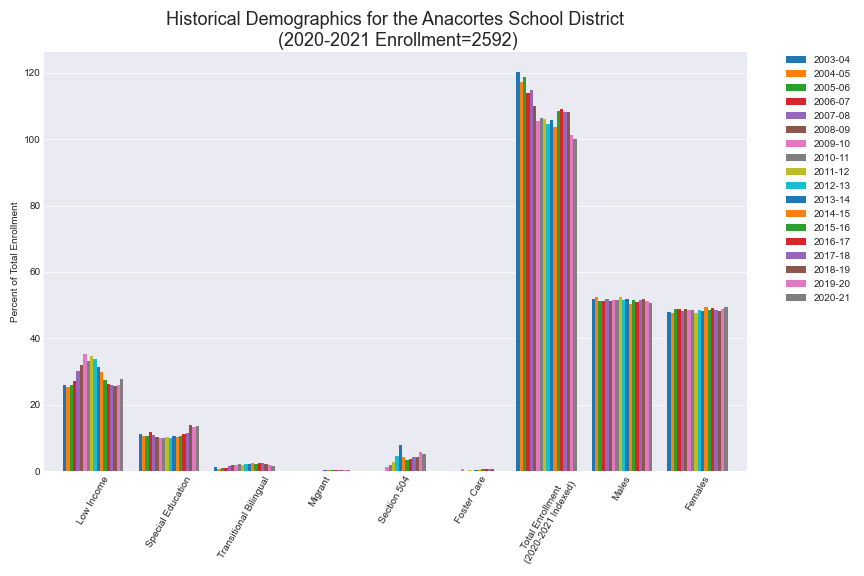 Historical Demographics for the Anacortes School District
(2020-2021 Enrollment=2592)
Percent of Total Enrollment
120
100
80
60
40
20
0
Low Income
Special Education
Transitional Bilingual
Migrant
Section 504
Foster Care
Total Enrollment
(2020-2021 Indexed)
Males
Females
2003-04
2004-05
2005-06
2006-07
2007-08
2008-09
2009-10
2010-11
2011-12
2012-13
2013-14
2014-15
2015-16
2016-17
2017-18
2018-19
2019-20
2020-21